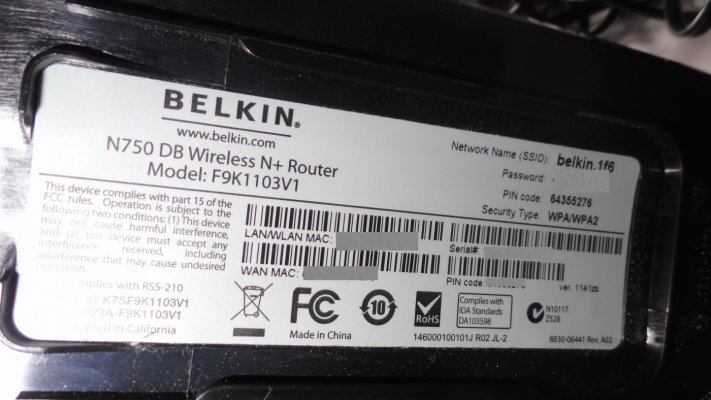 BELKIN®
www.belkin.com
N750 DB Wireless N+ Router
Model: F9K1103V1
Network Name (SSID): belkin.1f6
Password:
PIN code: 64355276
Security Type: WPA/WPA2
This device complies with part 15 of the
FCC rules. Operation is subject to the
following two conditions: (1) This device
may not cause harmful interference,
and (2) this device must accept any
interference received, including
interference that may cause undesired
operation.
complies with RSS-210
K7SF9K1103V1
-F9K1103V1
in California
LAN/WLAN MAC:
WAN MAC:
Serial#:
PIN code:
ver. 1141zb
FC
Made in China
10
RoHS
Complies with
IDA Standards
DA103598
N10117
Z528
146000100101J R02 JL-2
8830-06441 Rev. A02